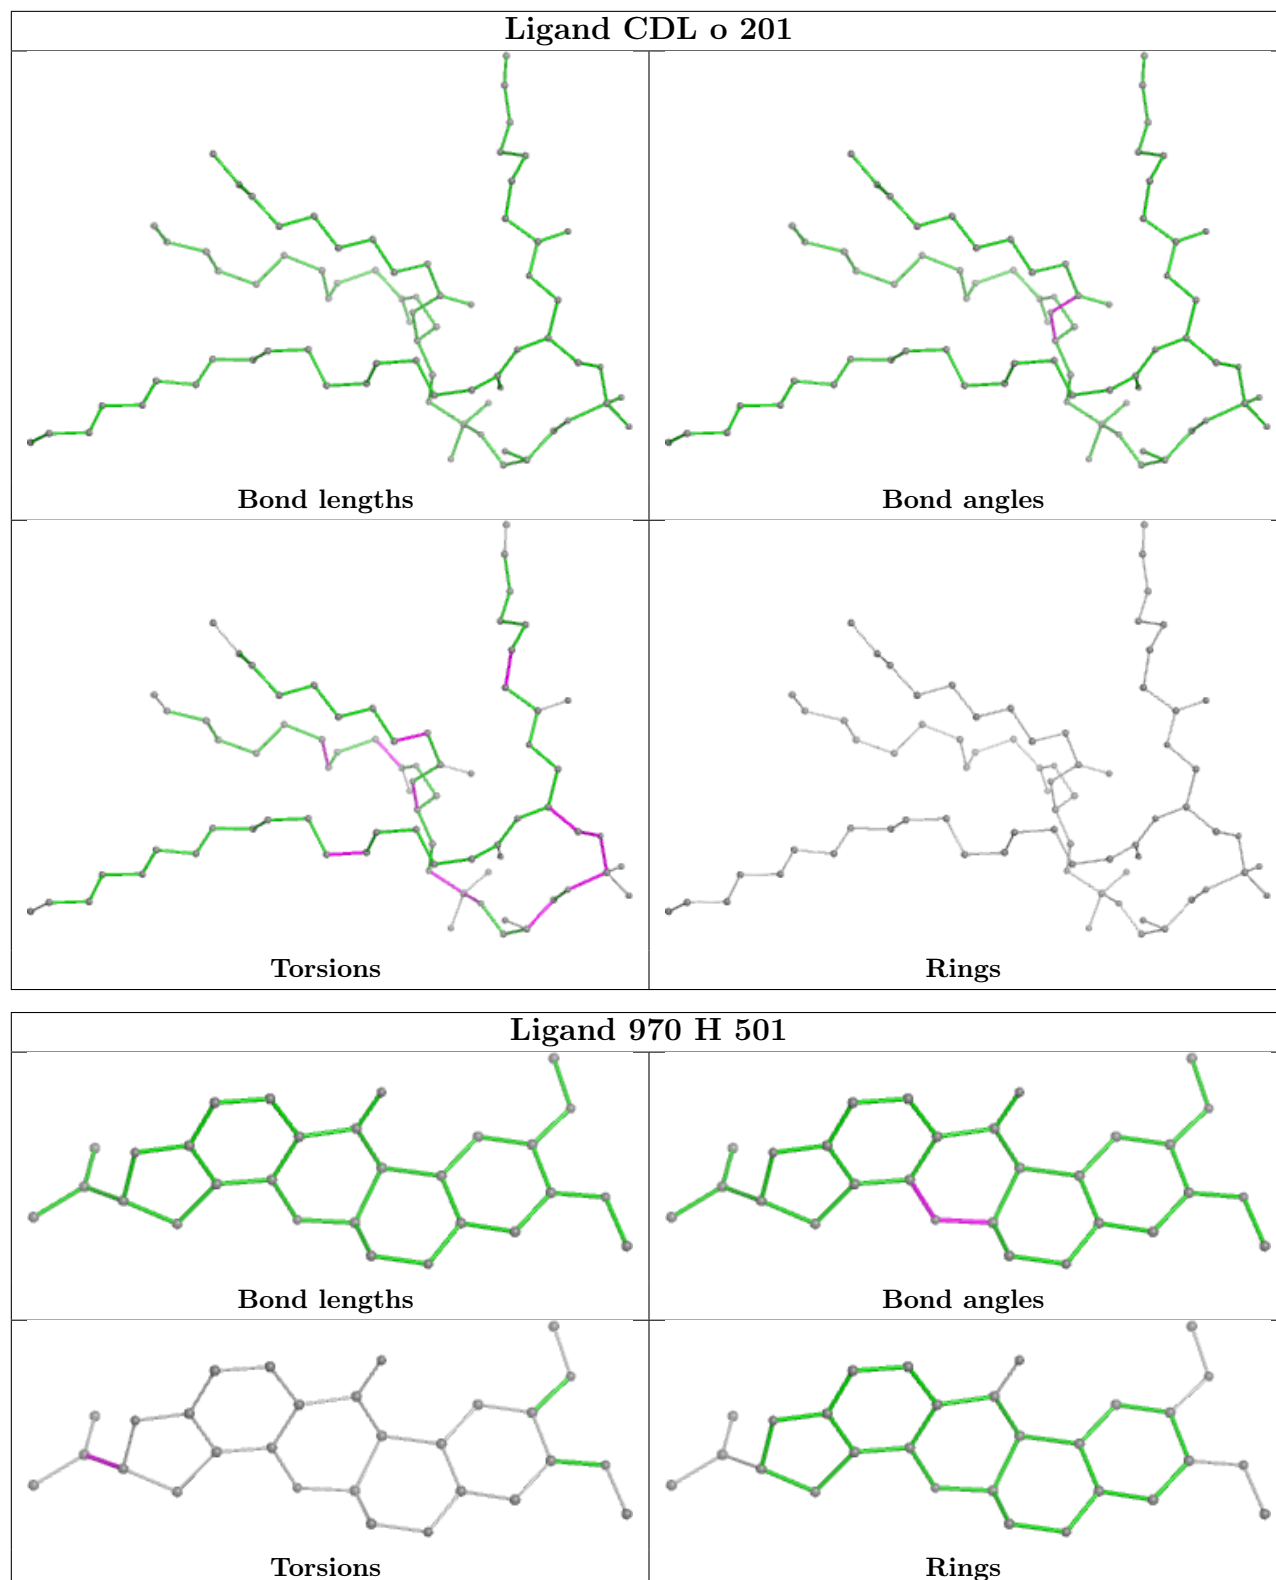 Ligand CDL o 201
Bond lengths
Bond angles
Torsions
Rings
Ligand 970 H 501
Bond lengths
Bond angles
Torsions
Rings